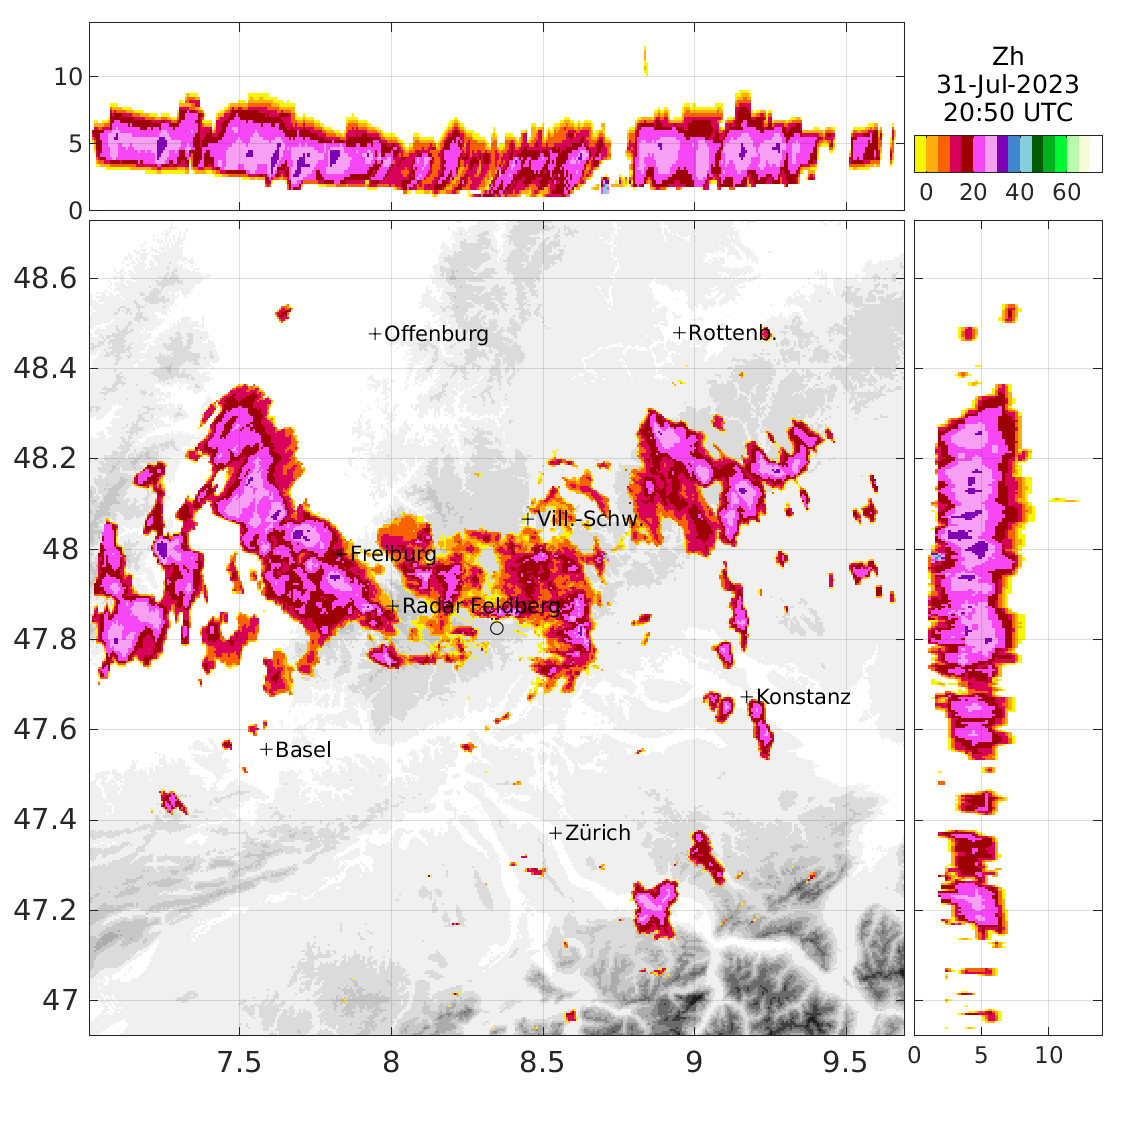 10
5
0
Zh
31-Jul-2023
20:50 UTC
0 20 40 60
48.6
48.4
48.2
48
47.8
47.6
47.4
47.2
47
+Offenburg
+Rottenb.
+Vill.-Schw.
+Freiburg
+Radar Feldberg
+Konstanz
+Basel
+Zürich
7.5 8 8.5 9 9.5
0 5 10